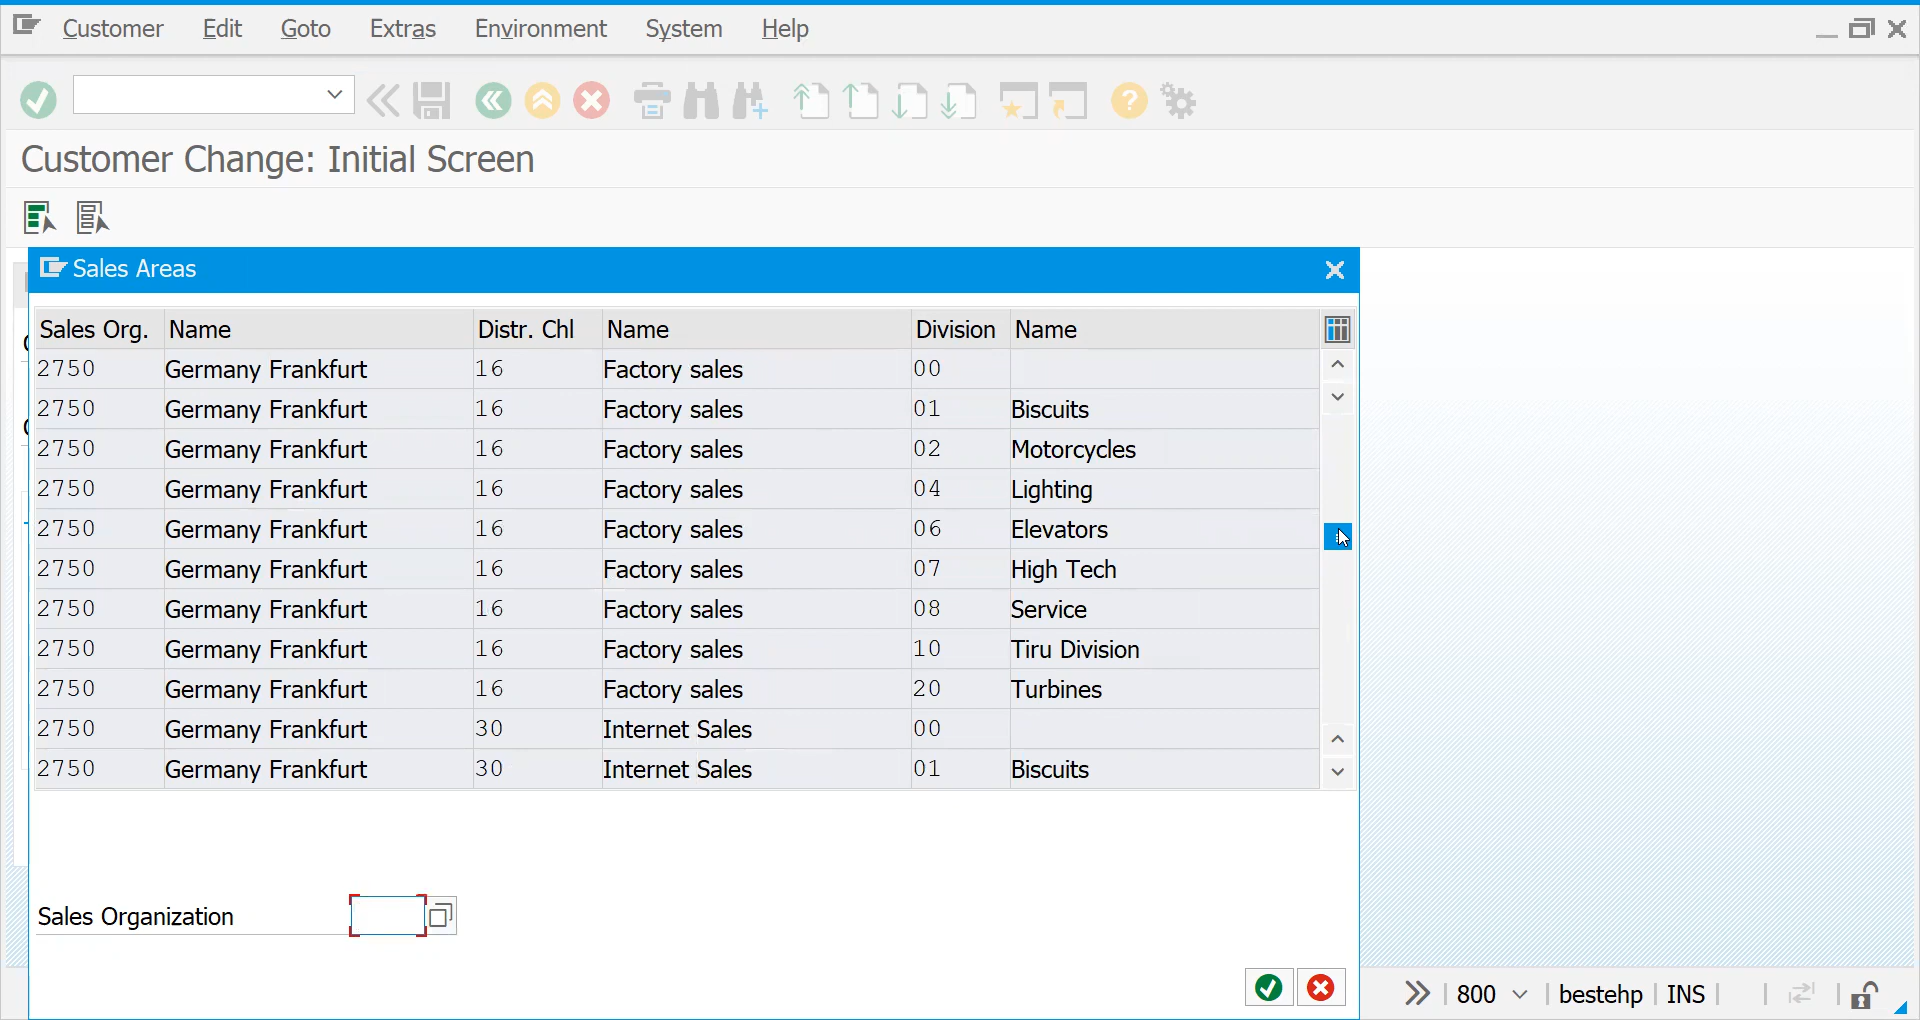 Customer Edit Goto Extras Environment System Help
Customer Change: Initial Screen
Sales Areas
Sales Org. Name Distr. Chl Name Division Name
2750 Germany Frankfurt 16 Factory sales 00
2750 Germany Frankfurt 16 Factory sales 01 Biscuits
2750 Germany Frankfurt 16 Factory sales 02 Motorcycles
2750 Germany Frankfurt 16 Factory sales 04 Lighting
2750 Germany Frankfurt 16 Factory sales 06 Elevators
2750 Germany Frankfurt 16 Factory sales 07 High Tech
2750 Germany Frankfurt 16 Factory sales 08 Service
2750 Germany Frankfurt 16 Factory sales 10 Tiru Division
2750 Germany Frankfurt 16 Factory sales 20 Turbines
2750 Germany Frankfurt 30 Internet Sales 00
2750 Germany Frankfurt 30 Internet Sales 01 Biscuits
Sales Organization
800 bestehp INS